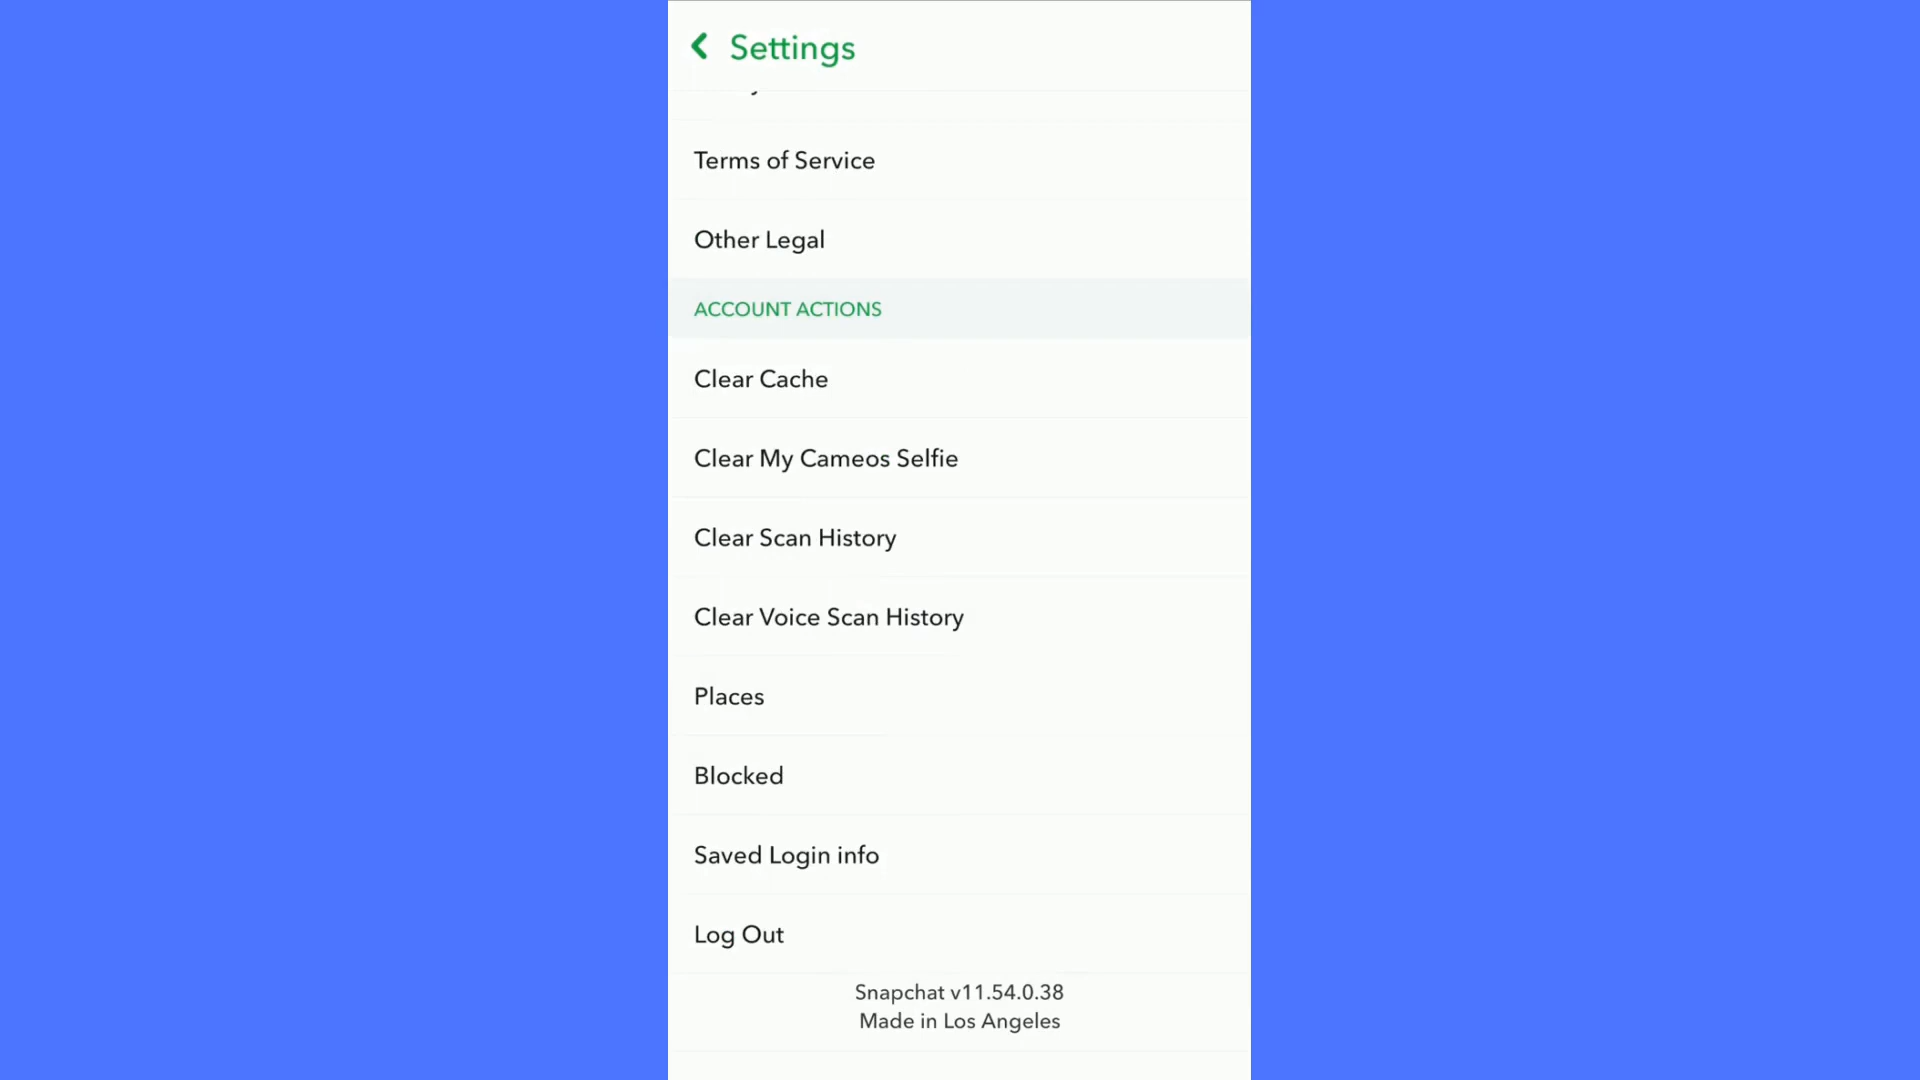 Settings
Terms of Service
Other Legal
ACCOUNT ACTIONS
Clear Cache
Clear My Cameos Selfie
Clear Scan History
Clear Voice Scan History
Places
Blocked
Saved Login info
Log Out
Snapchat v11.54.0.38
Made in Los Angeles